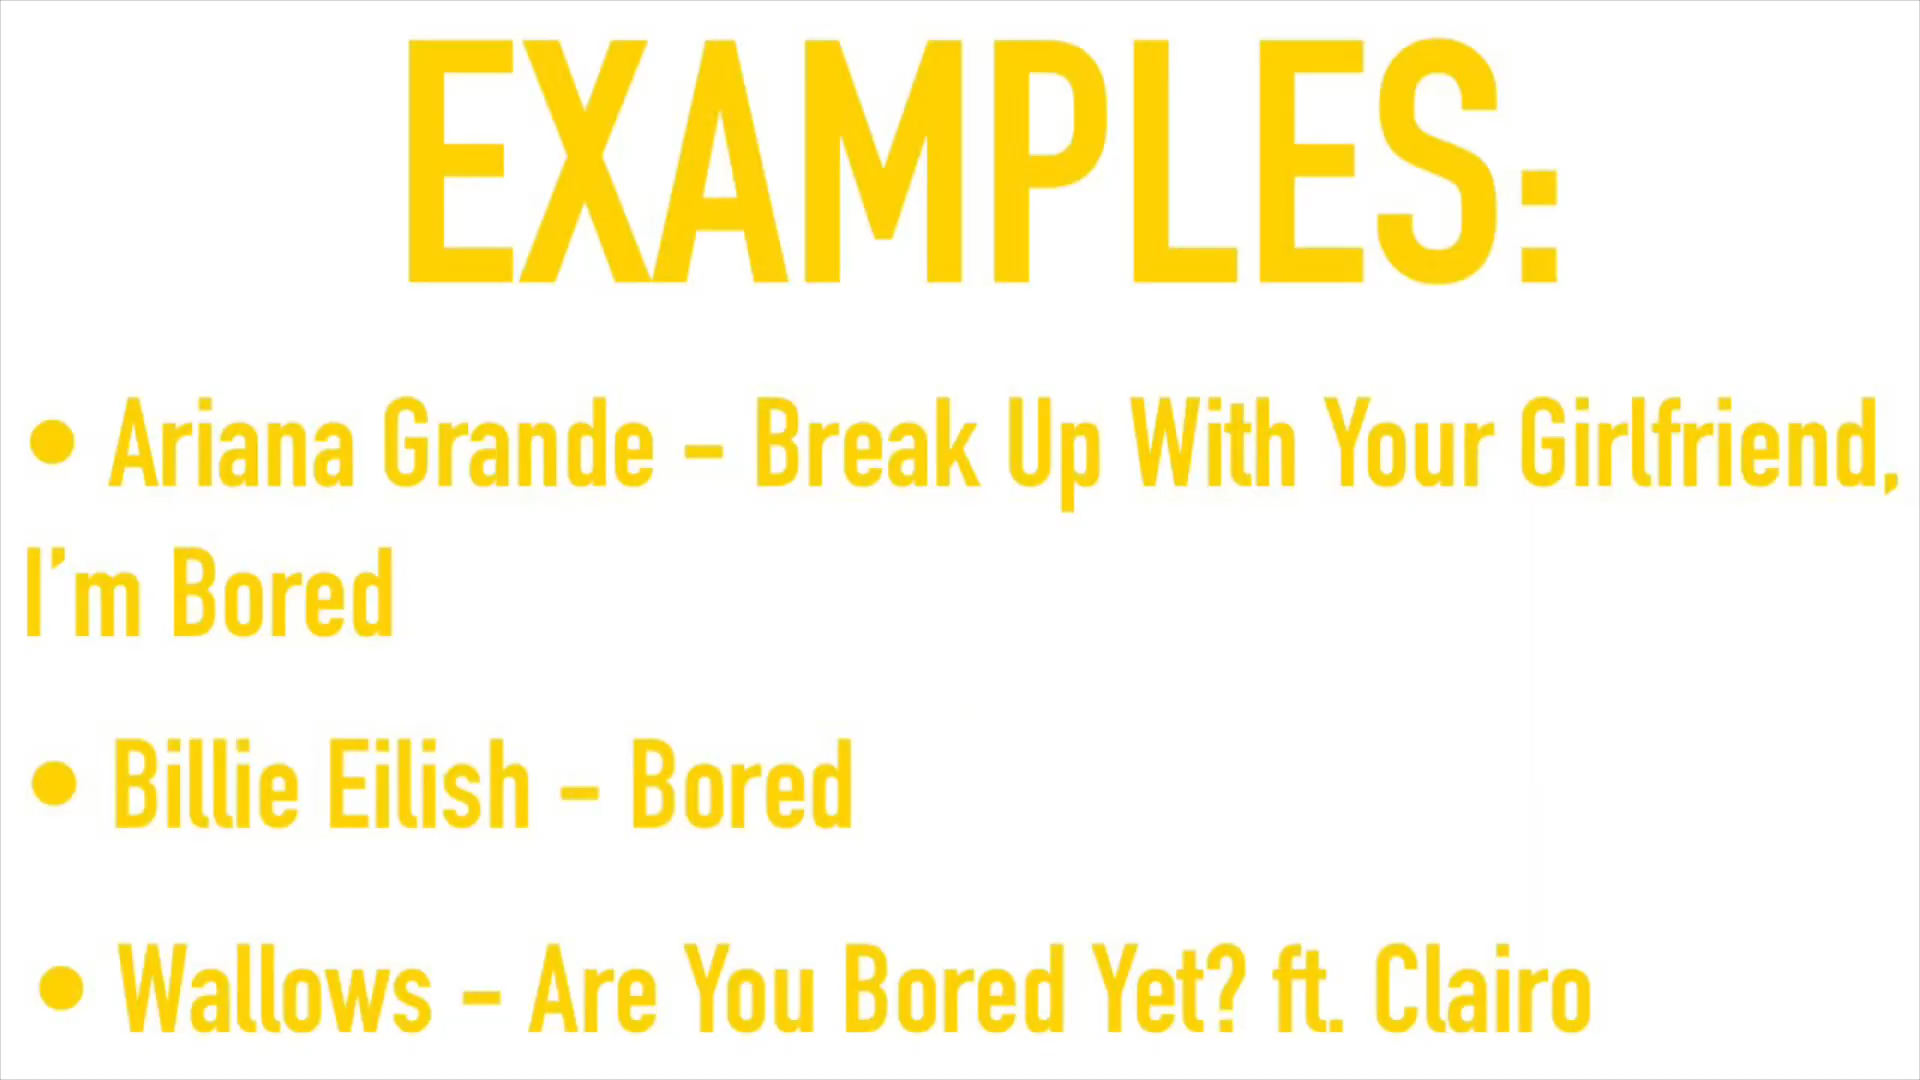 EXAMPLES:
• Ariana Grande - Break Up With Your Girlfriend,
I'm Bored
• Billie Eilish - Bored
• Wallows - Are You Bored Yet? ft. Clairo